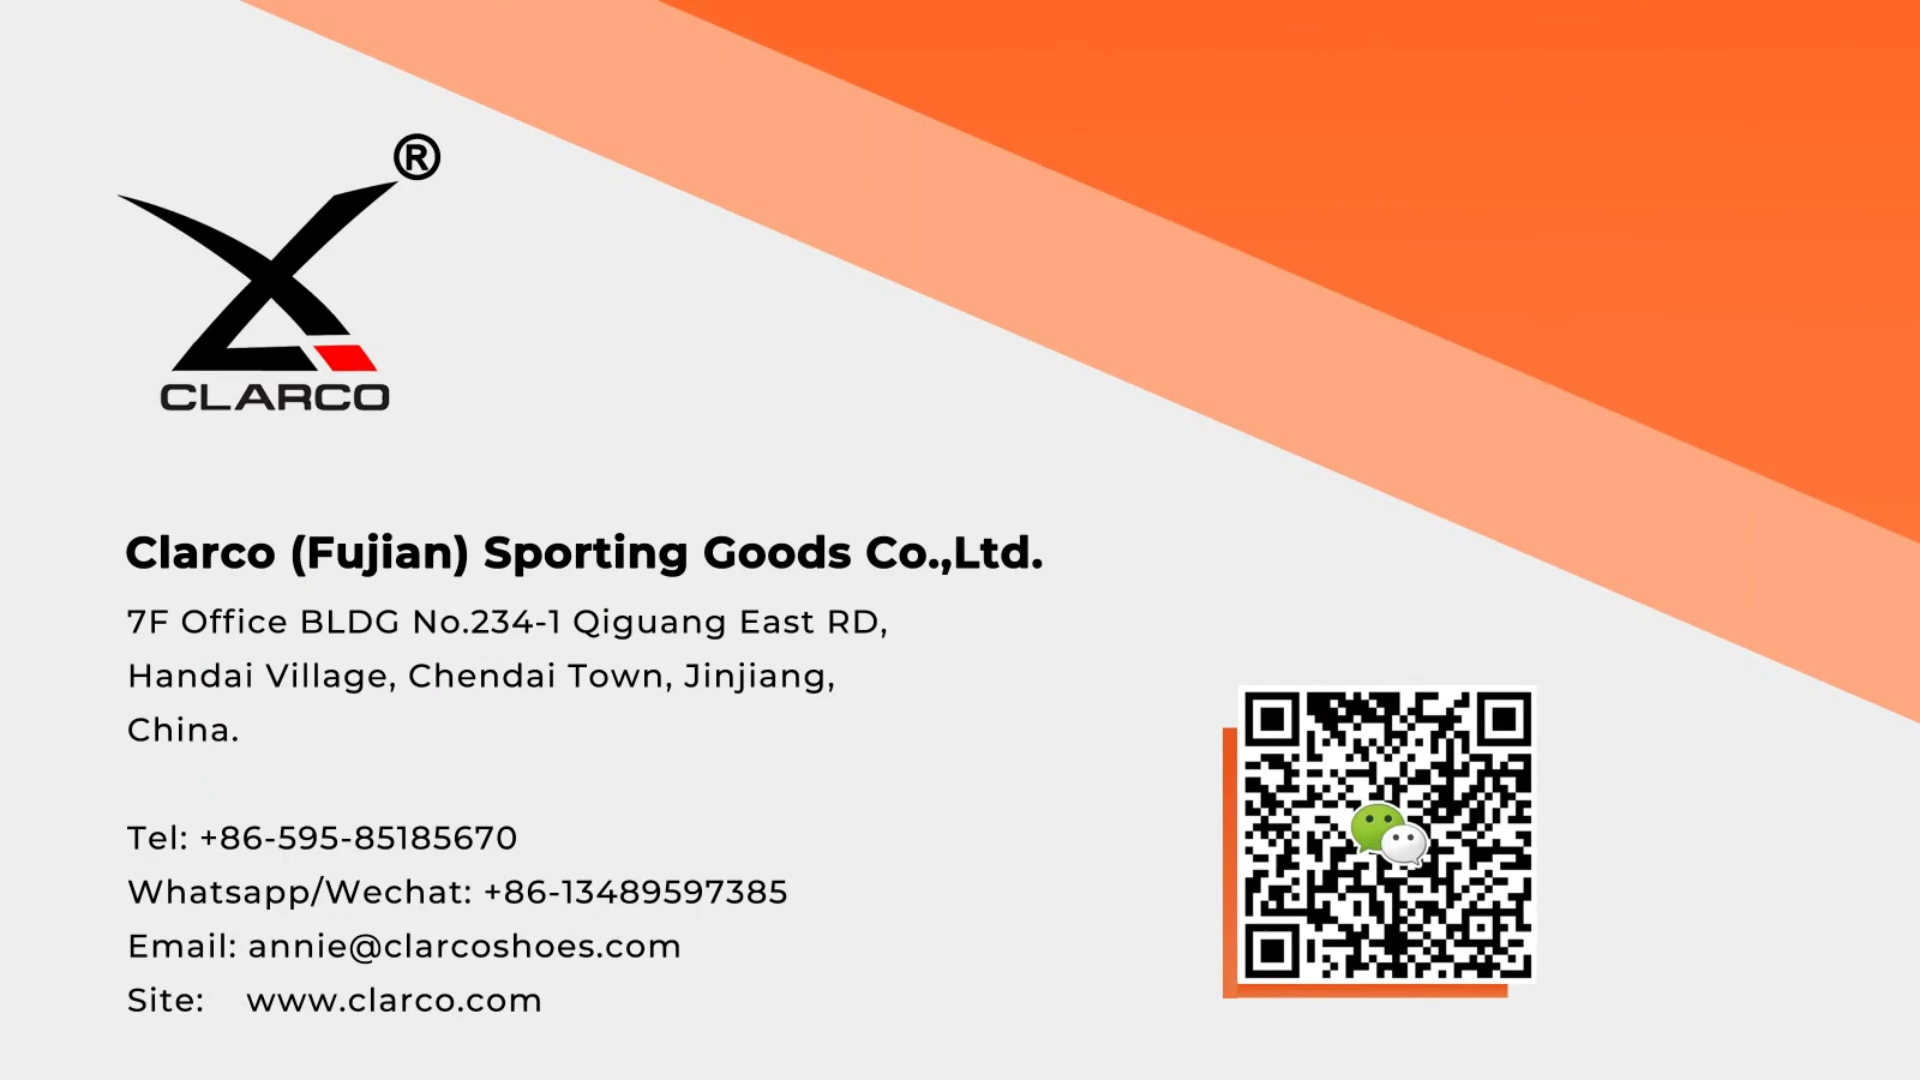 ®
CLARCO
Clarco (Fujian) Sporting Goods Co.,Ltd.
7F Office BLDG No.234-1 Qiguang East RD,
Handai Village, Chendai Town, Jinjiang,
China.
Tel: +86-595-85185670
Whatsapp/Wechat: +86-13489597385
Email: annie@clarcoshoes.com
Site: www.clarco.com